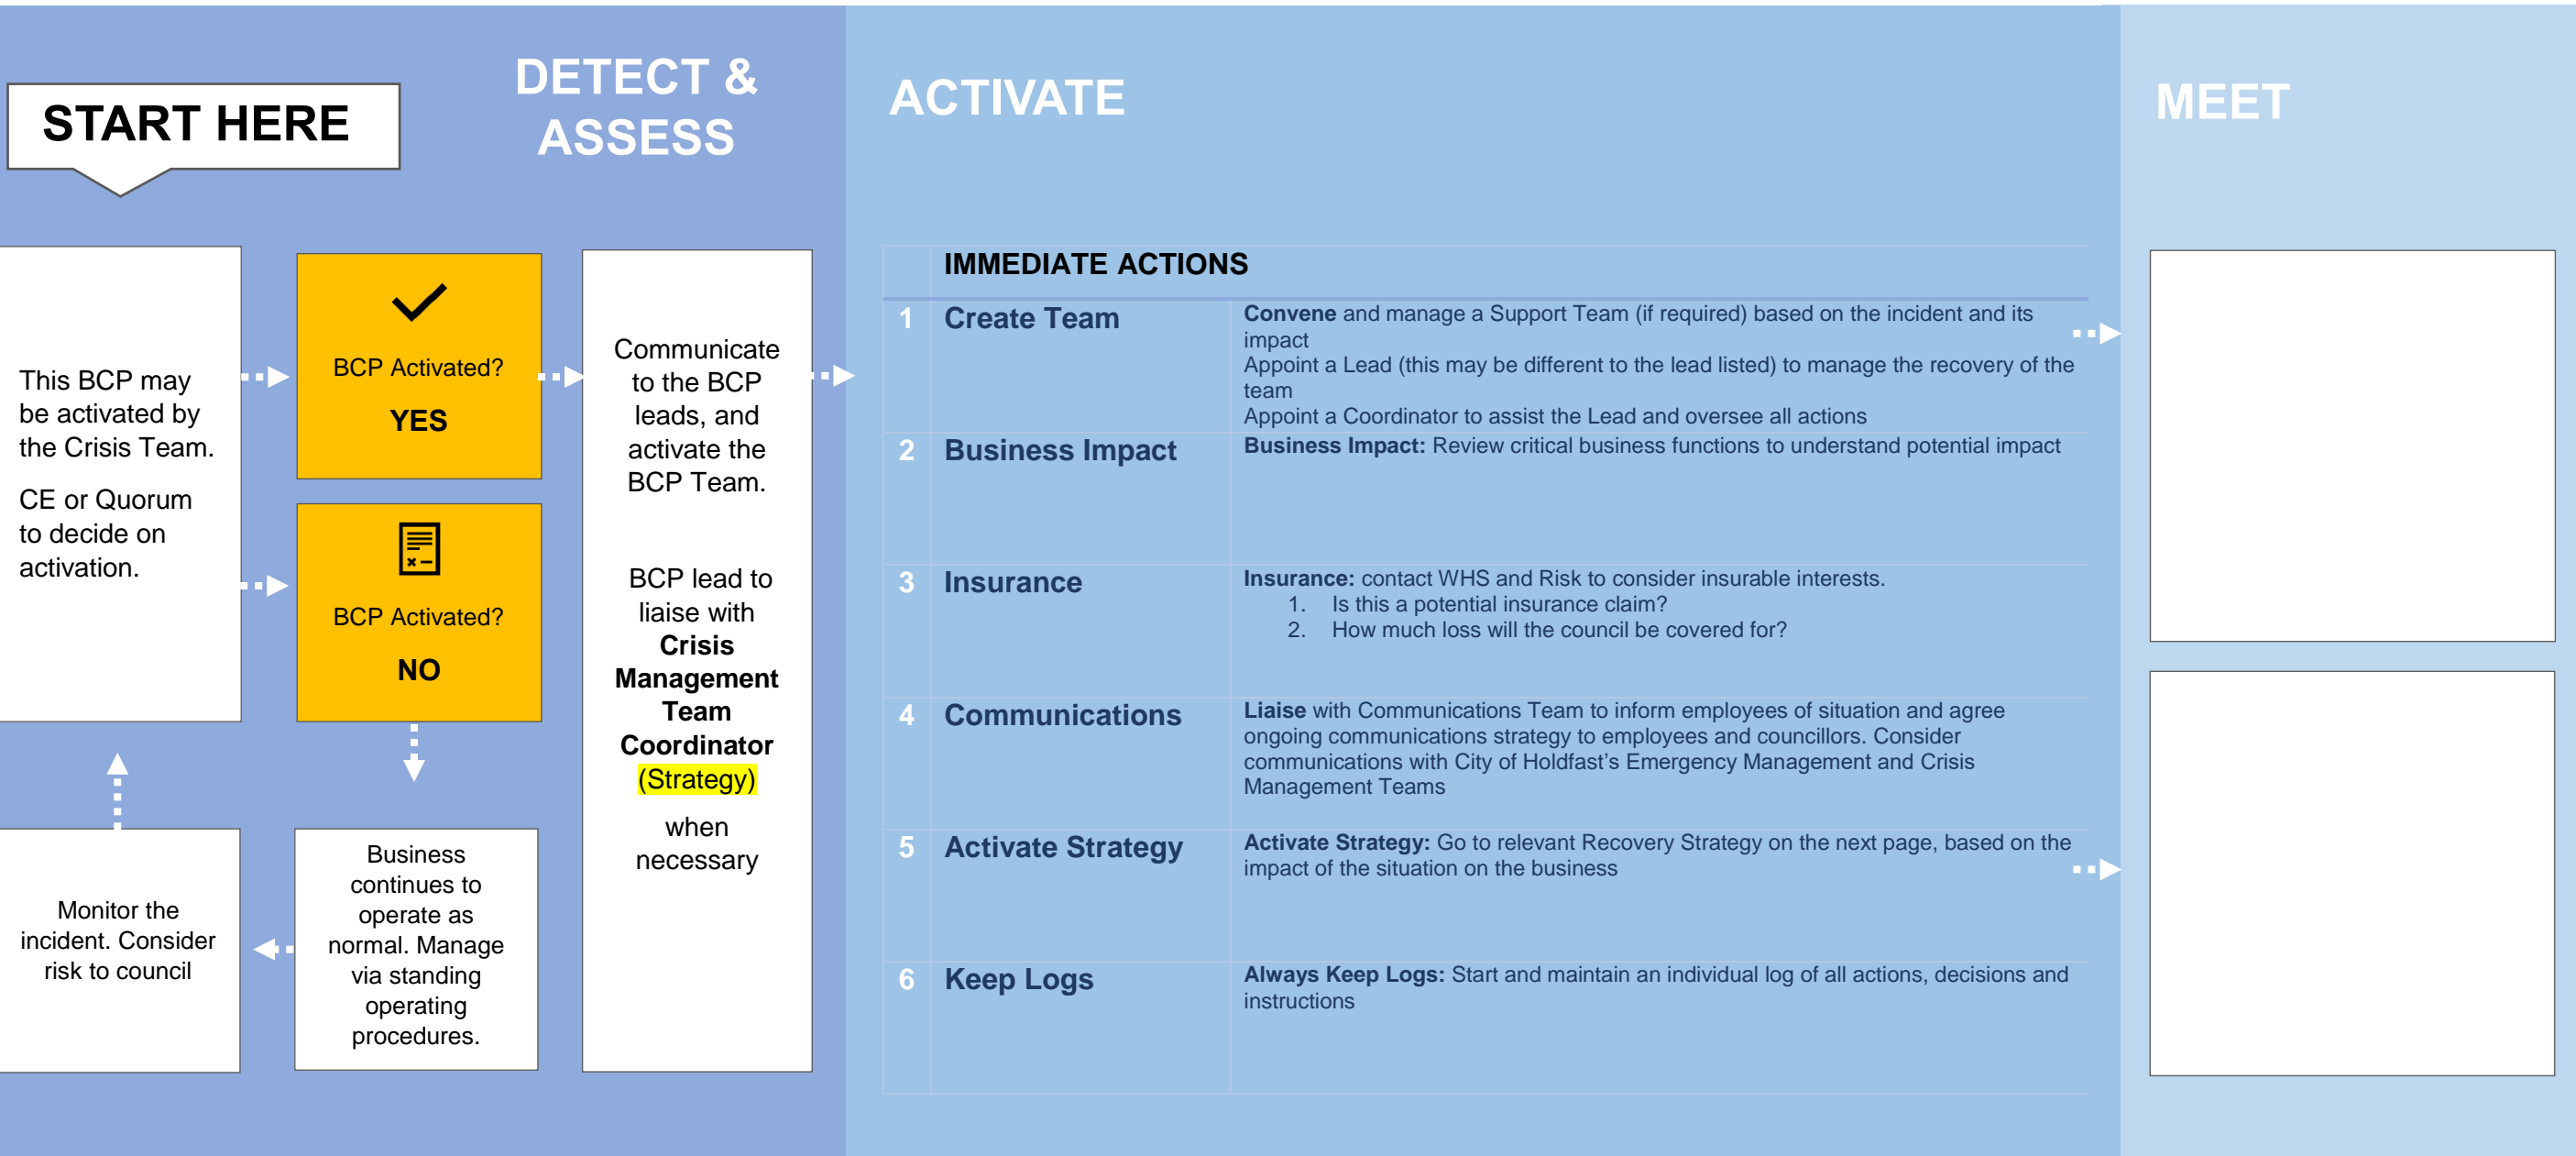 START HERE
DETECT &
ASSESS
ACTIVATE
MEET
This BCP may
be activated by
the Crisis Team.
CE or Quorum
to decide on
activation.
BCP Activated?
YES
BCP Activated?
NO
Communicate
to the BCP
leads, and
activate the
BCP Team.
BCP lead to
liaise with
Crisis
Management
Team
Coordinator
(Strategy)
when
necessary
Monitor the
incident. Consider
risk to council
Business
continues to
operate as
normal. Manage
via standing
operating
procedures.
IMMEDIATE ACTIONS
1 Create Team
Convene and manage a Support Team (if required) based on the incident and its
impact
Appoint a Lead (this may be different to the lead listed) to manage the recovery of the
team
Appoint a Coordinator to assist the Lead and oversee all actions
2 Business Impact
Business Impact: Review critical business functions to understand potential impact
3 Insurance
Insurance: contact WHS and Risk to consider insurable interests.
1. Is this a potential insurance claim?
2. How much loss will the council be covered for?
4 Communications
Liaise with Communications Team to inform employees of situation and agree
ongoing communications strategy to employees and councillors. Consider
communications with City of Holdfast’s Emergency Management and Crisis
Management Teams
5 Activate Strategy
Activate Strategy: Go to relevant Recovery Strategy on the next page, based on the
impact of the situation on the business
6 Keep Logs
Always Keep Logs: Start and maintain an individual log of all actions, decisions and
instructions